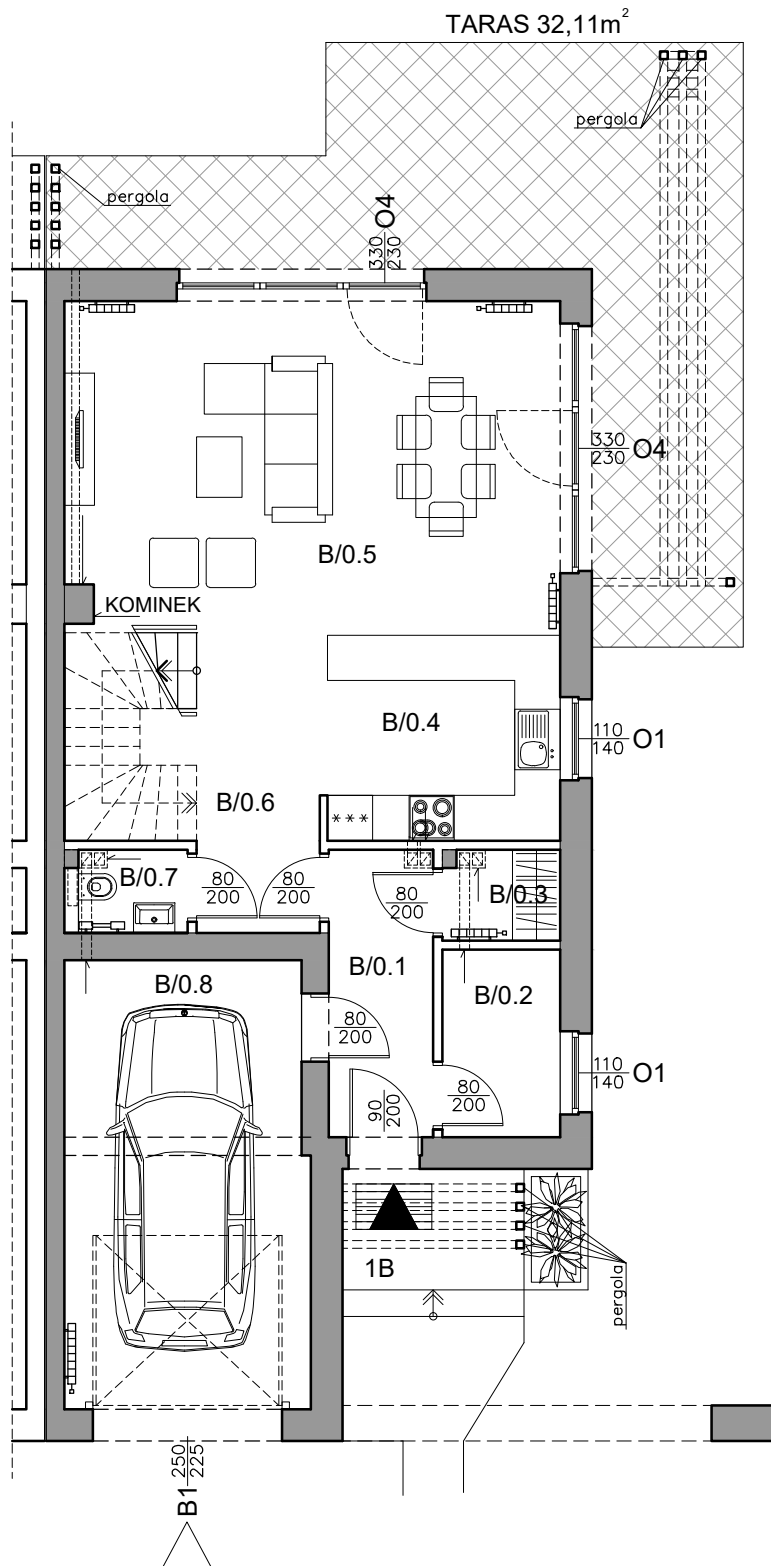 TARAS 32,11m²
pergola
pergola
330
230
O4
330
230
O4
B/0.5
KOMINEK
B/0.4
110
140
O1
B/0.6
***
B/0.7
80
200
80
200
80
200
B/0.3
B/0.1
B/0.2
B/0.8
80
200
110
140
O1
90
200
80
200
1B
pergola
B1
250
225